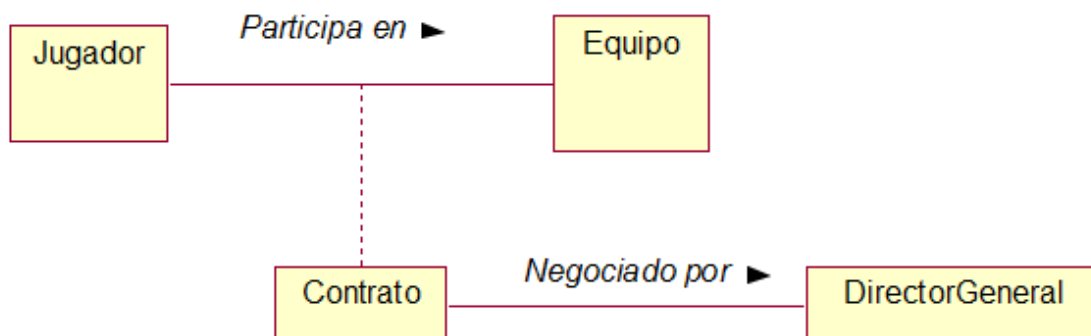 Participa en ►
Jugador
Equipo
Negociado por ►
Contrato
DirectorGeneral